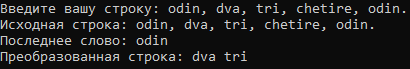 Введите вашу строку: odin, dva, tri, chetire, odin.
Исходная строка: odin, dva, tri, chetire, odin.
Последнее слово: odin
Преобразованная строка: dva tri